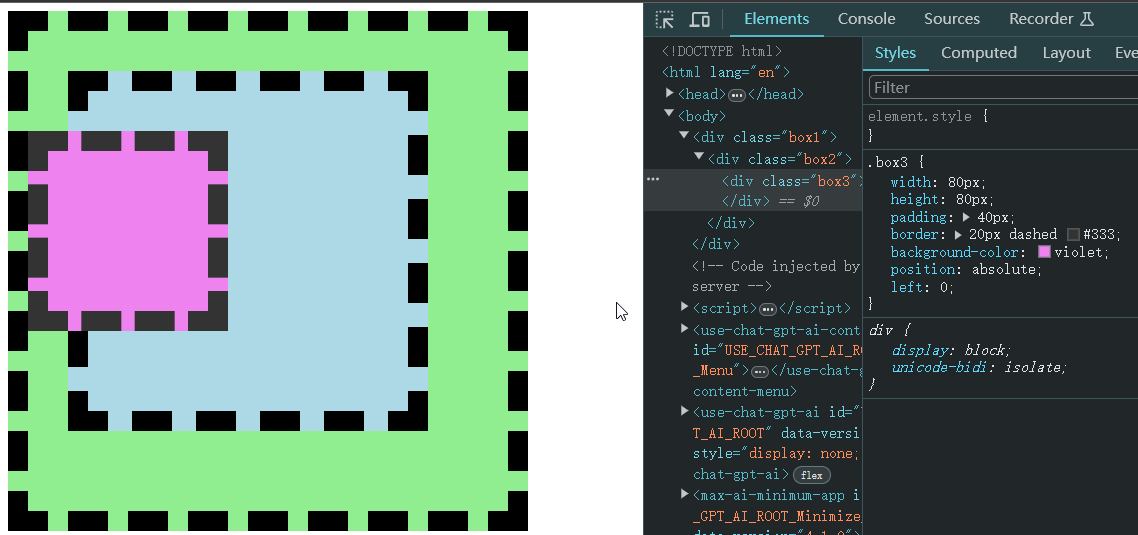 Elements Console Sources Recorder
<!DOCTYPE html>
<html lang="en">
<head>…</head>
<body>
<div class="box1">
<div class="box2">
<div class="box3">
</div> == $0
</div>
</div>
<!-- Code injected by
server -->
<script>…</script>
<use-chat-gpt-ai-cont
id="USE_CHAT_GPT_AI_RO
_Menu">…</use-chat-g
content-menu>
<use-chat-gpt-ai id="
T_AI_ROOT" data-versi
style="display: none;
chat-gpt-ai> flex
<max-ai-minimum-app i
_GPT_AI_ROOT_Minimize
Styles Computed Layout Eve
Filter
element.style {
}
.box3 {
width: 80px;
height: 80px;
padding: 40px;
border: 20px dashed #333;
background-color: violet;
position: absolute;
left: 0;
}
div {
display: block;
unicode-bidi: isolate;
}